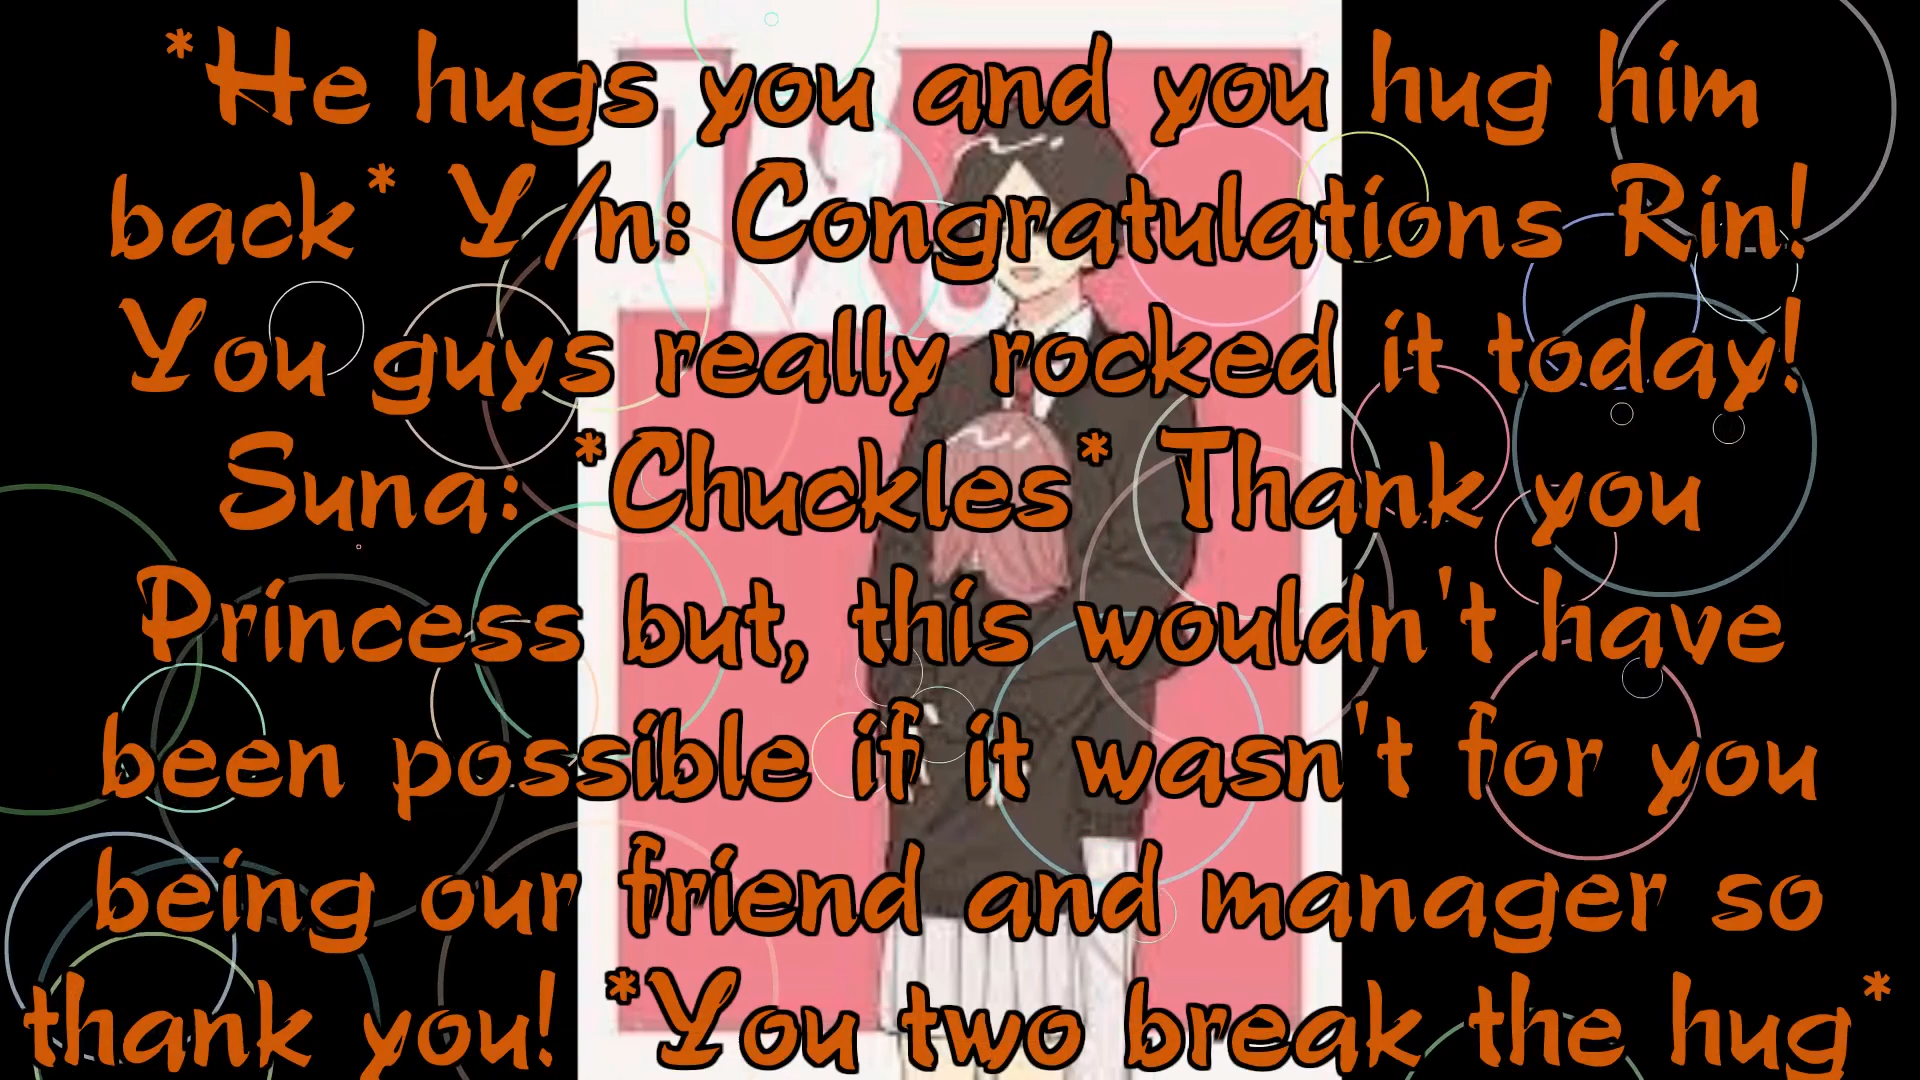 *He hugs you and you hug him
back* Y/n: Congratulations Rin!
You guys really rocked it today!
Suna: *Chuckles* Thank you
Princess but, this wouldn't have
been possible if it wasn't for you
being our friend and manager so
thank you! *You two break the hug*